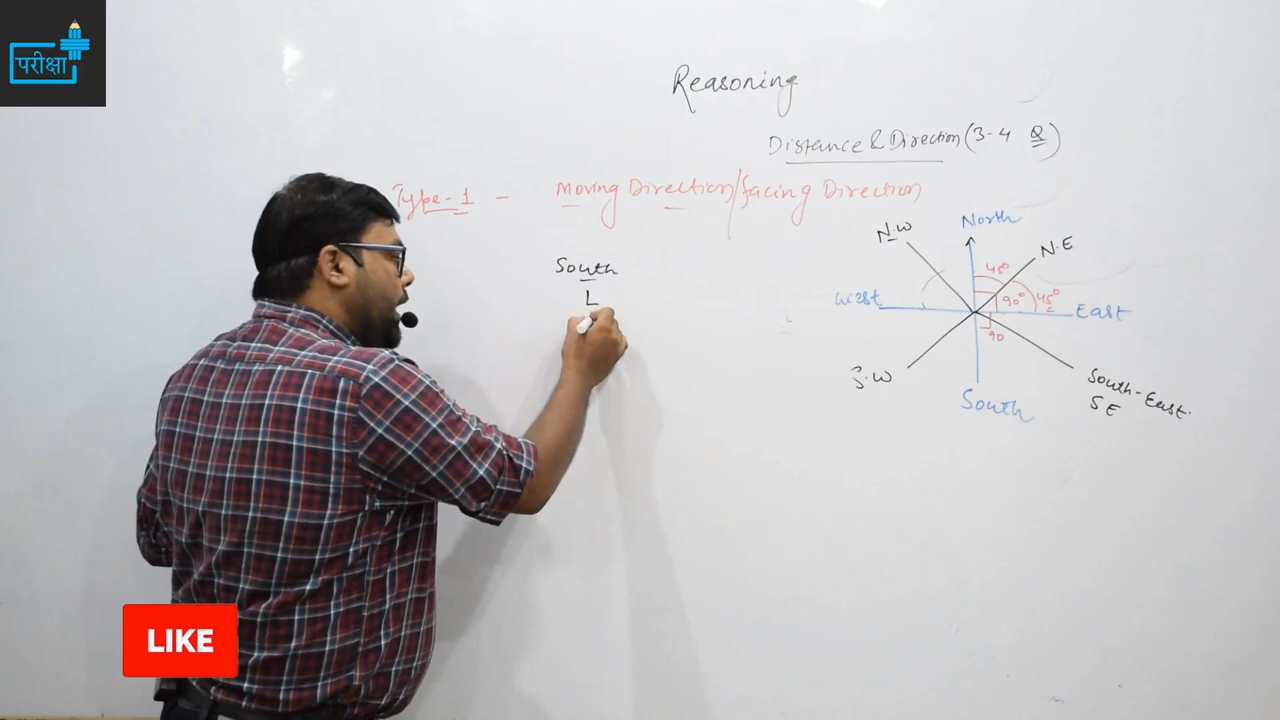 परीक्षा
Reasoning
Distance & Direction (3-4 Q)
Type-1 - Moving Direction/facing Direction
North
N.W
N.E
South
45°
L
West
90°
45°
East
90
S.W
South-East
SE
South
LIKE